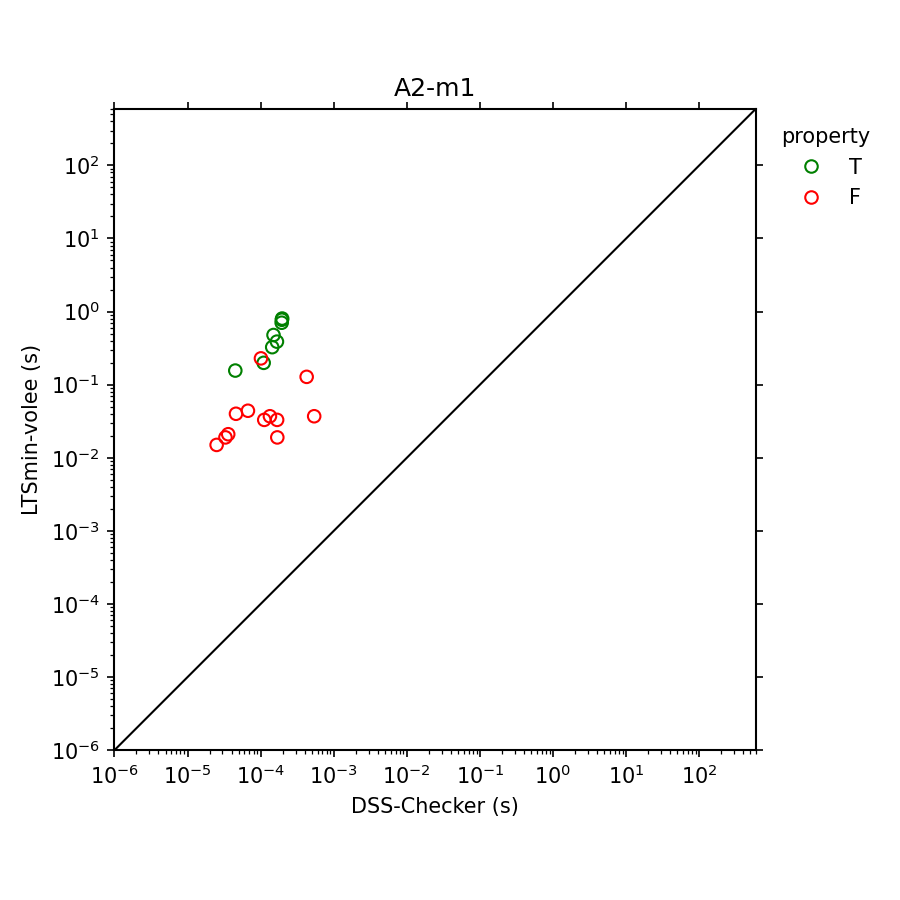 A2-m1
property
T
F
LTSmin-volee (s)
10²
10¹
10⁰
10⁻¹
10⁻²
10⁻³
10⁻⁴
10⁻⁵
10⁻⁶
10⁻⁶ 10⁻⁵ 10⁻⁴ 10⁻³ 10⁻² 10⁻¹ 10⁰ 10¹ 10²
DSS-Checker (s)